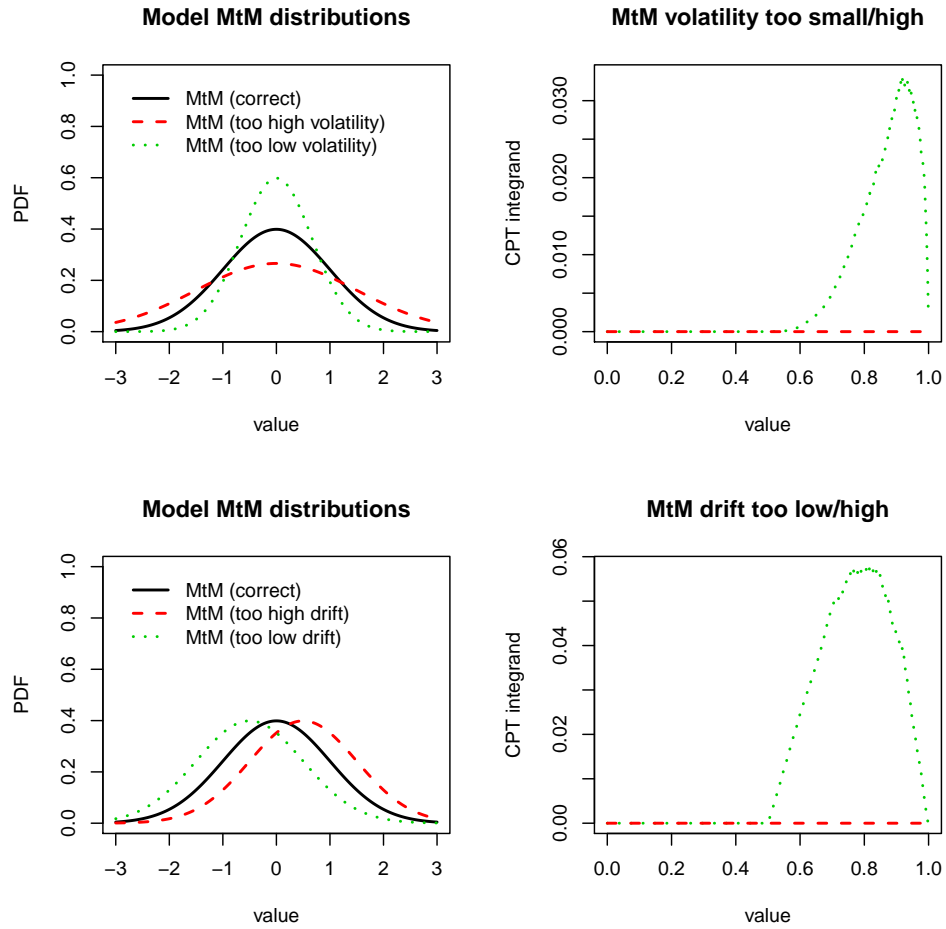 Model MtM distributions
PDF
0.0 0.2 0.4 0.6 0.8 1.0
MtM (correct)
MtM (too high volatility)
MtM (too low volatility)
−3 −2 −1 0 1 2 3
value
MtM volatility too small/high
CPT integrand
0.000 0.010 0.020 0.030
0.0 0.2 0.4 0.6 0.8 1.0
value
Model MtM distributions
PDF
0.0 0.2 0.4 0.6 0.8 1.0
MtM (correct)
MtM (too high drift)
MtM (too low drift)
−3 −2 −1 0 1 2 3
value
MtM drift too low/high
CPT integrand
0.00 0.02 0.04 0.06
0.0 0.2 0.4 0.6 0.8 1.0
value